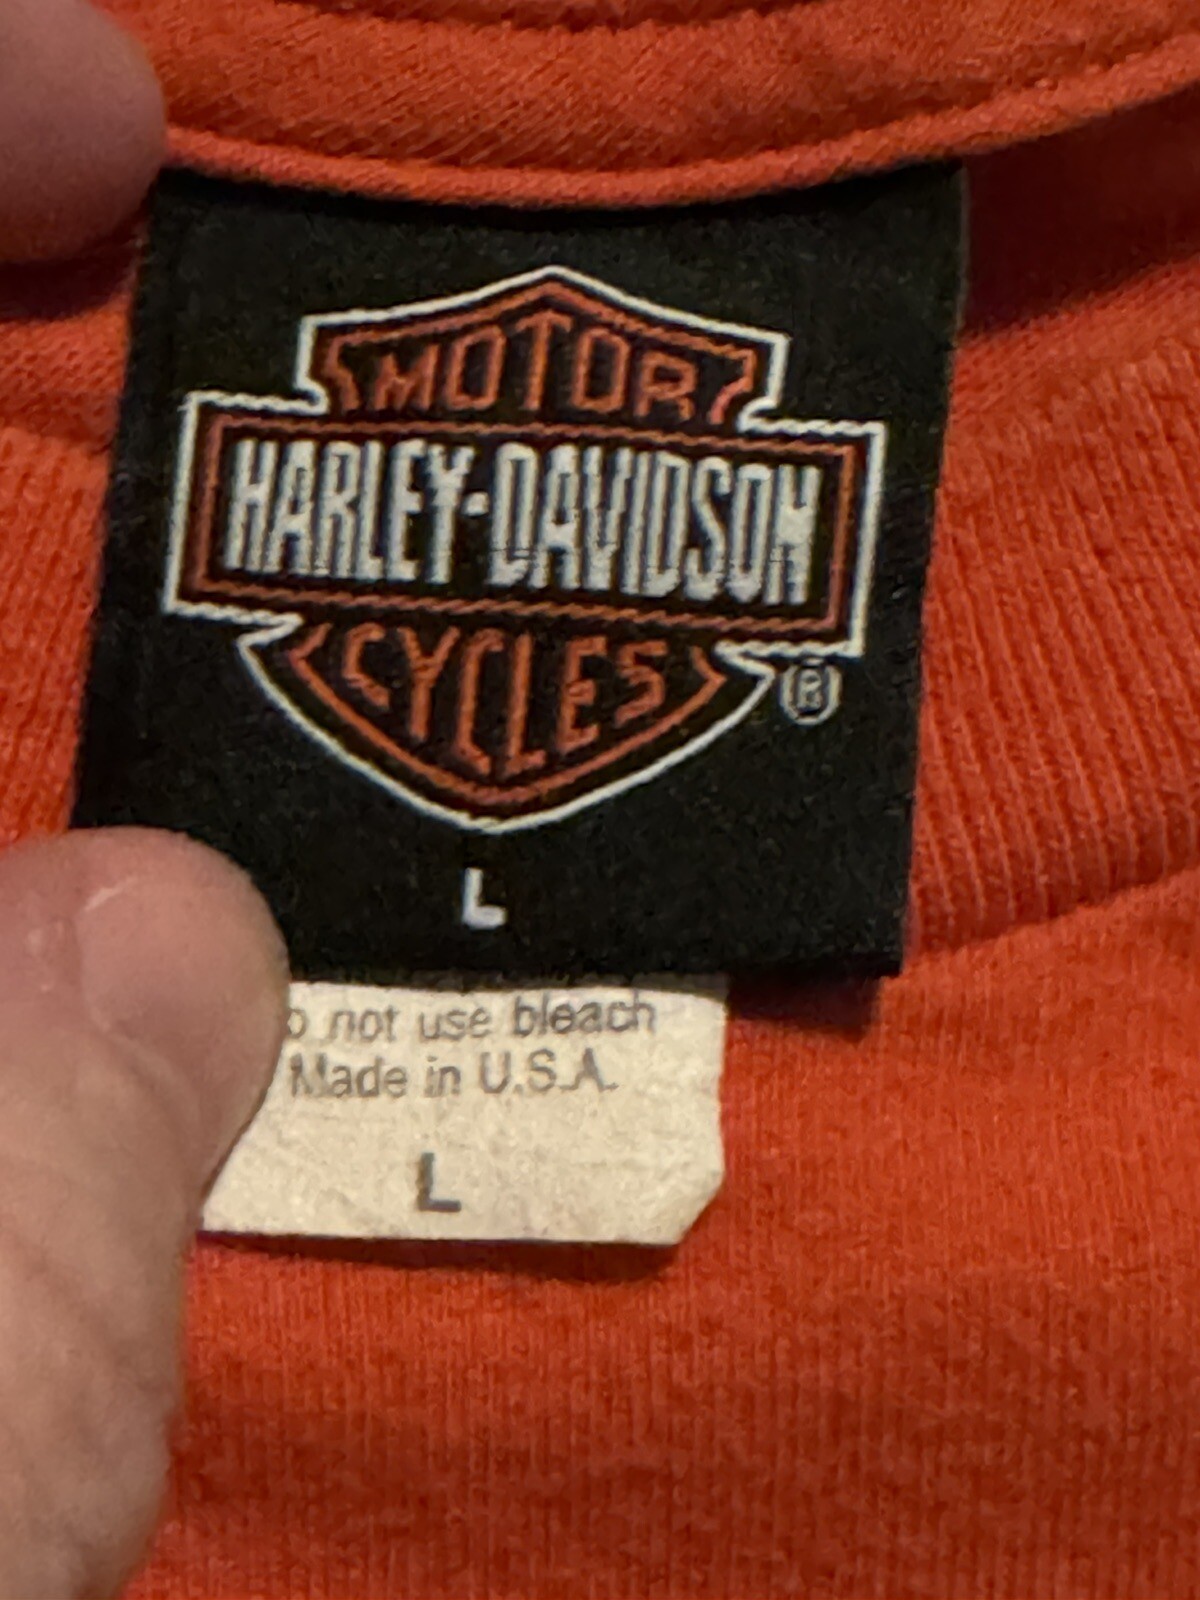 MOTOR
HARLEY-DAVIDSON
CYCLES
®
L
o not use bleach
Made in U.S.A.
L